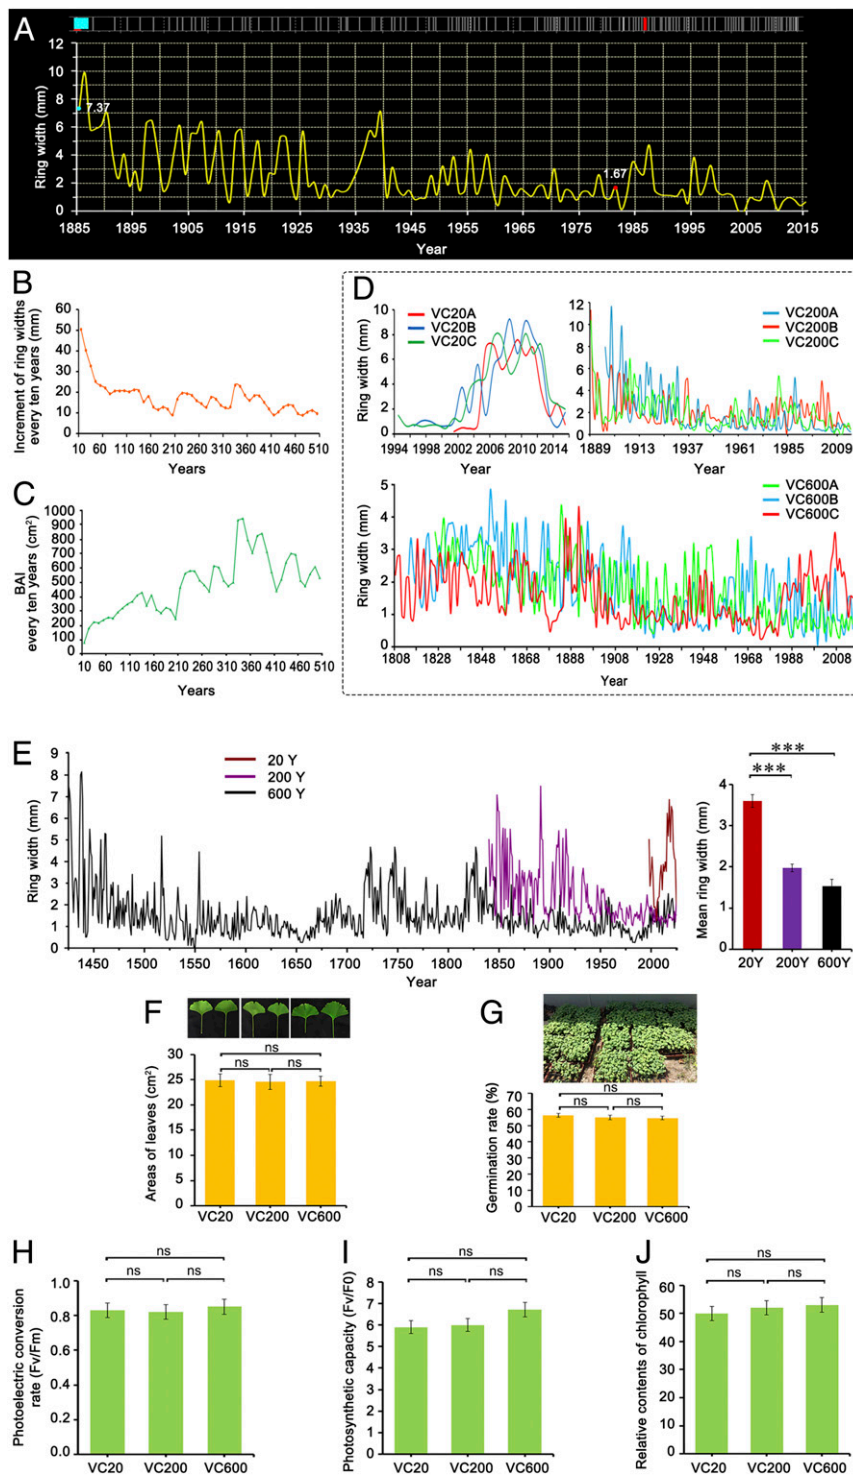 A
Ring width (mm)
12
10
8
6
4
2
0
7.37
1.67
1885 1895 1905 1915 1925 1935 1945 1955 1965 1975 1985 1995 2005 2015
Year
B
Increment of ring widths
every ten years (mm)
60
50
40
30
20
10
0
10 60 110 160 210 260 310 360 410 460 510
Years
C
BAI
every ten years (cm²)
1000
900
800
700
600
500
400
300
200
100
0
10 60 110 160 210 260 310 360 410 460 510
Years
D
Ring width (mm)
10
8
6
4
2
0
VC20A
VC20B
VC20C
1994 1998 2002 2006 2010 2014
Year
12
10
8
6
4
2
0
VC200A
VC200B
VC200C
1889 1913 1937 1961 1985 2009
Year
Ring width (mm)
5
4
3
2
1
0
VC600A
VC600B
VC600C
1808 1828 1848 1868 1888 1908 1928 1948 1968 1988 2008
Year
E
Ring width (mm)
9
8
7
6
5
4
3
2
1
0
20 Y
200 Y
600 Y
1450 1500 1550 1600 1650 1700 1750 1800 1850 1900 1950 2000
Year
Mean ring width (mm)
4
3
2
1
0
***
***
20Y 200Y 600Y
F
Areas of leaves (cm²)
30
25
20
15
10
5
0
ns
ns ns
VC20 VC200 VC600
G
Germination rate (%)
70
60
50
40
30
20
10
0
ns
ns ns
VC20 VC200 VC600
H
Photoelectric conversion
rate (Fv/Fm)
1.0
0.8
0.6
0.4
0.2
0.0
ns
ns ns
VC20 VC200 VC600
I
Photosynthetic capacity (Fv/F0)
8
7
6
5
4
3
2
1
0
ns
ns ns
VC20 VC200 VC600
J
Relative contents of chlorophyll
60
50
40
30
20
10
0
ns
ns ns
VC20 VC200 VC600